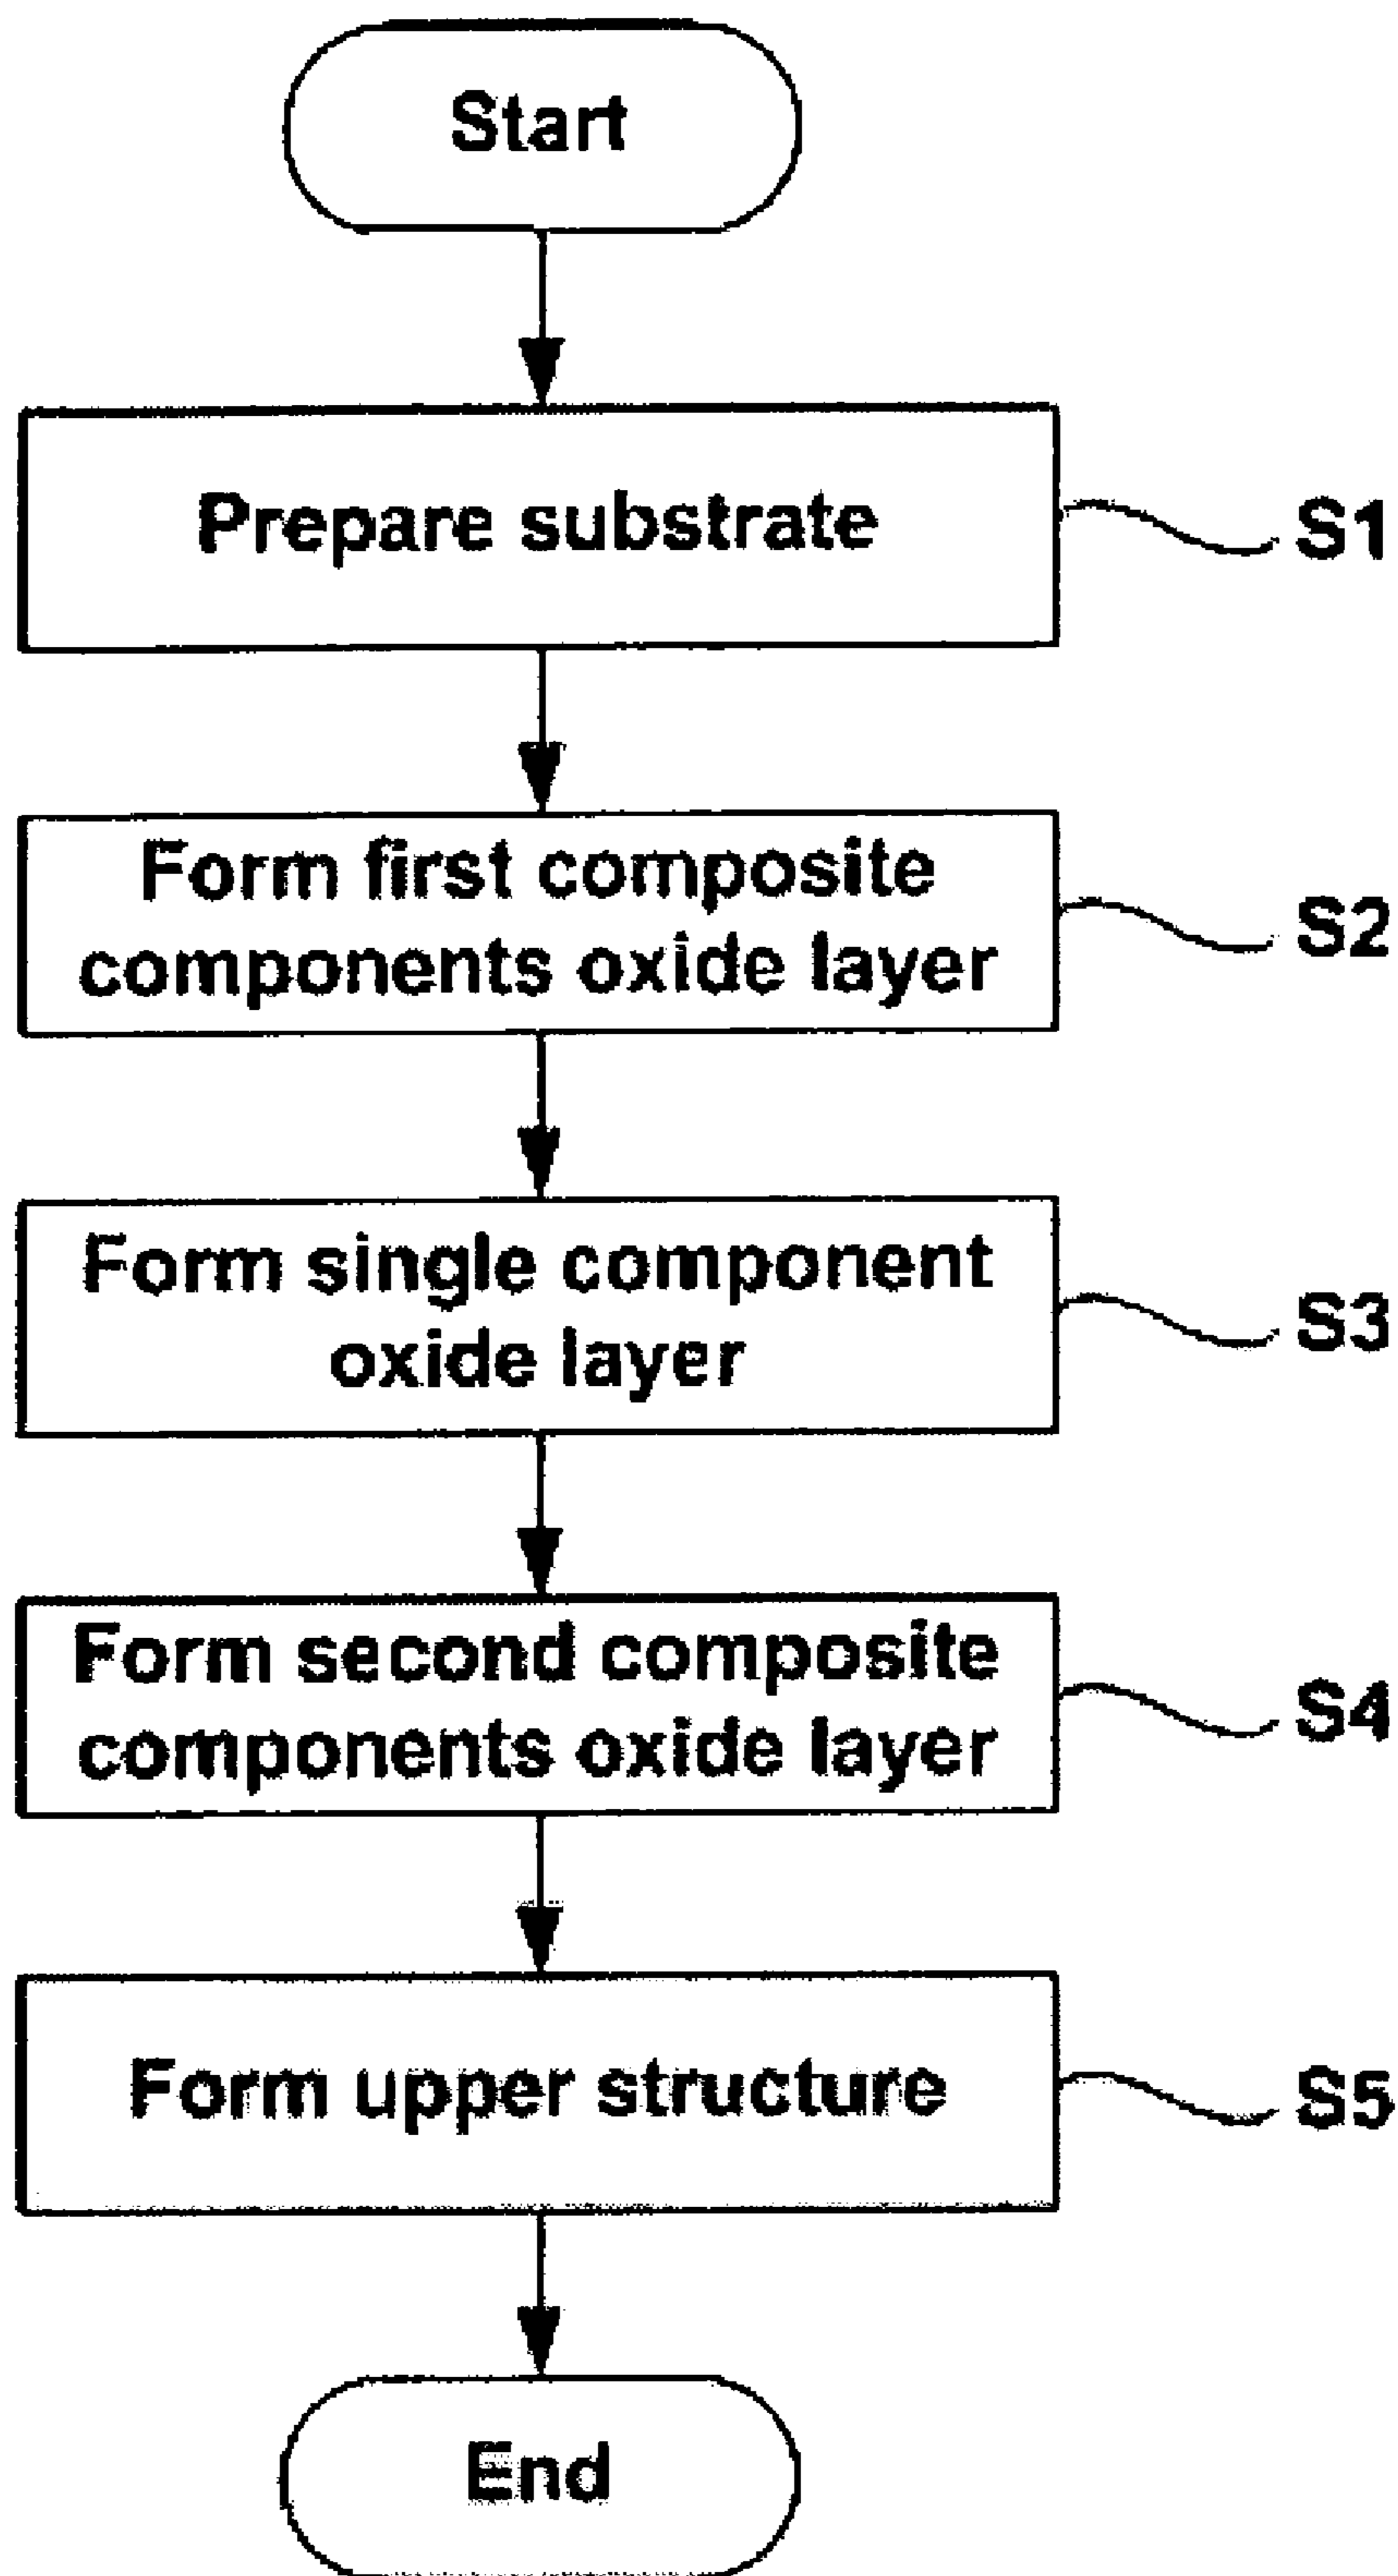 Start
Prepare substrate
S1
Form first composite
components oxide layer
S2
Form single component
oxide layer
S3
Form second composite
components oxide layer
S4
Form upper structure
S5
End